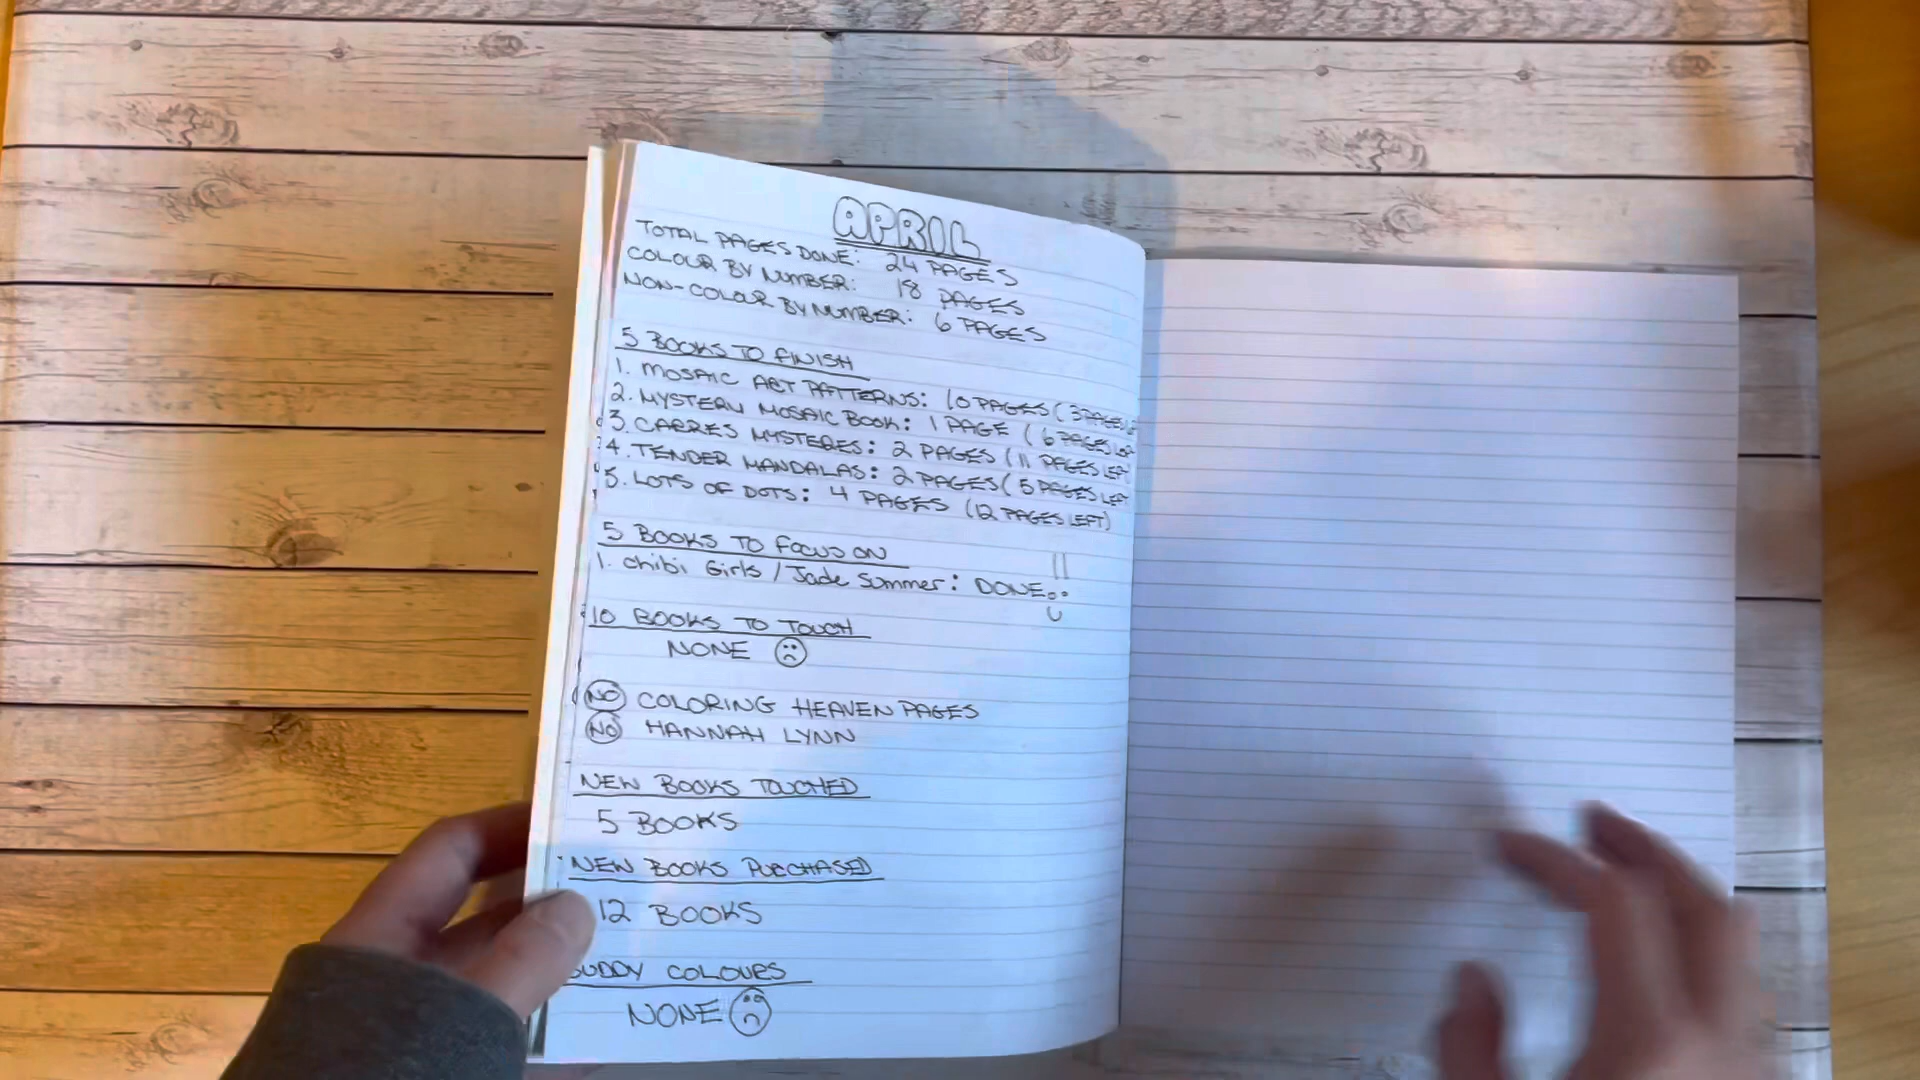 APRIL
TOTAL PAGES DONE: 24 PAGES
COLOUR BY NUMBER: 18 PAGES
NON-COLOUR BY NUMBER: 6 PAGES
5 BOOKS TO FINISH
1. MOSAIC ART PATTERNS: 10 PAGES (3 PAGES LE
2. MYSTERY MOSAIC BOOK: 1 PAGE (6 PAGES LEF
3. CARRES MYSTERES: 2 PAGES (11 PAGES LEFT
4. TENDER MANDALAS: 2 PAGES (5 PAGES LEFT
5. LOTS OF DOTS: 4 PAGES (12 PAGES LEFT)
5 BOOKS TO FOCUS ON
1. Chibi Girls / Jade Summer: DONE!!
10 BOOKS TO TOUCH
NONE
NO COLORING HEAVEN PAGES
NO HANNAH LYNN
NEW BOOKS TOUCHED
5 BOOKS
NEW BOOKS PURCHASED
12 BOOKS
BUDDY COLOURS
NONE